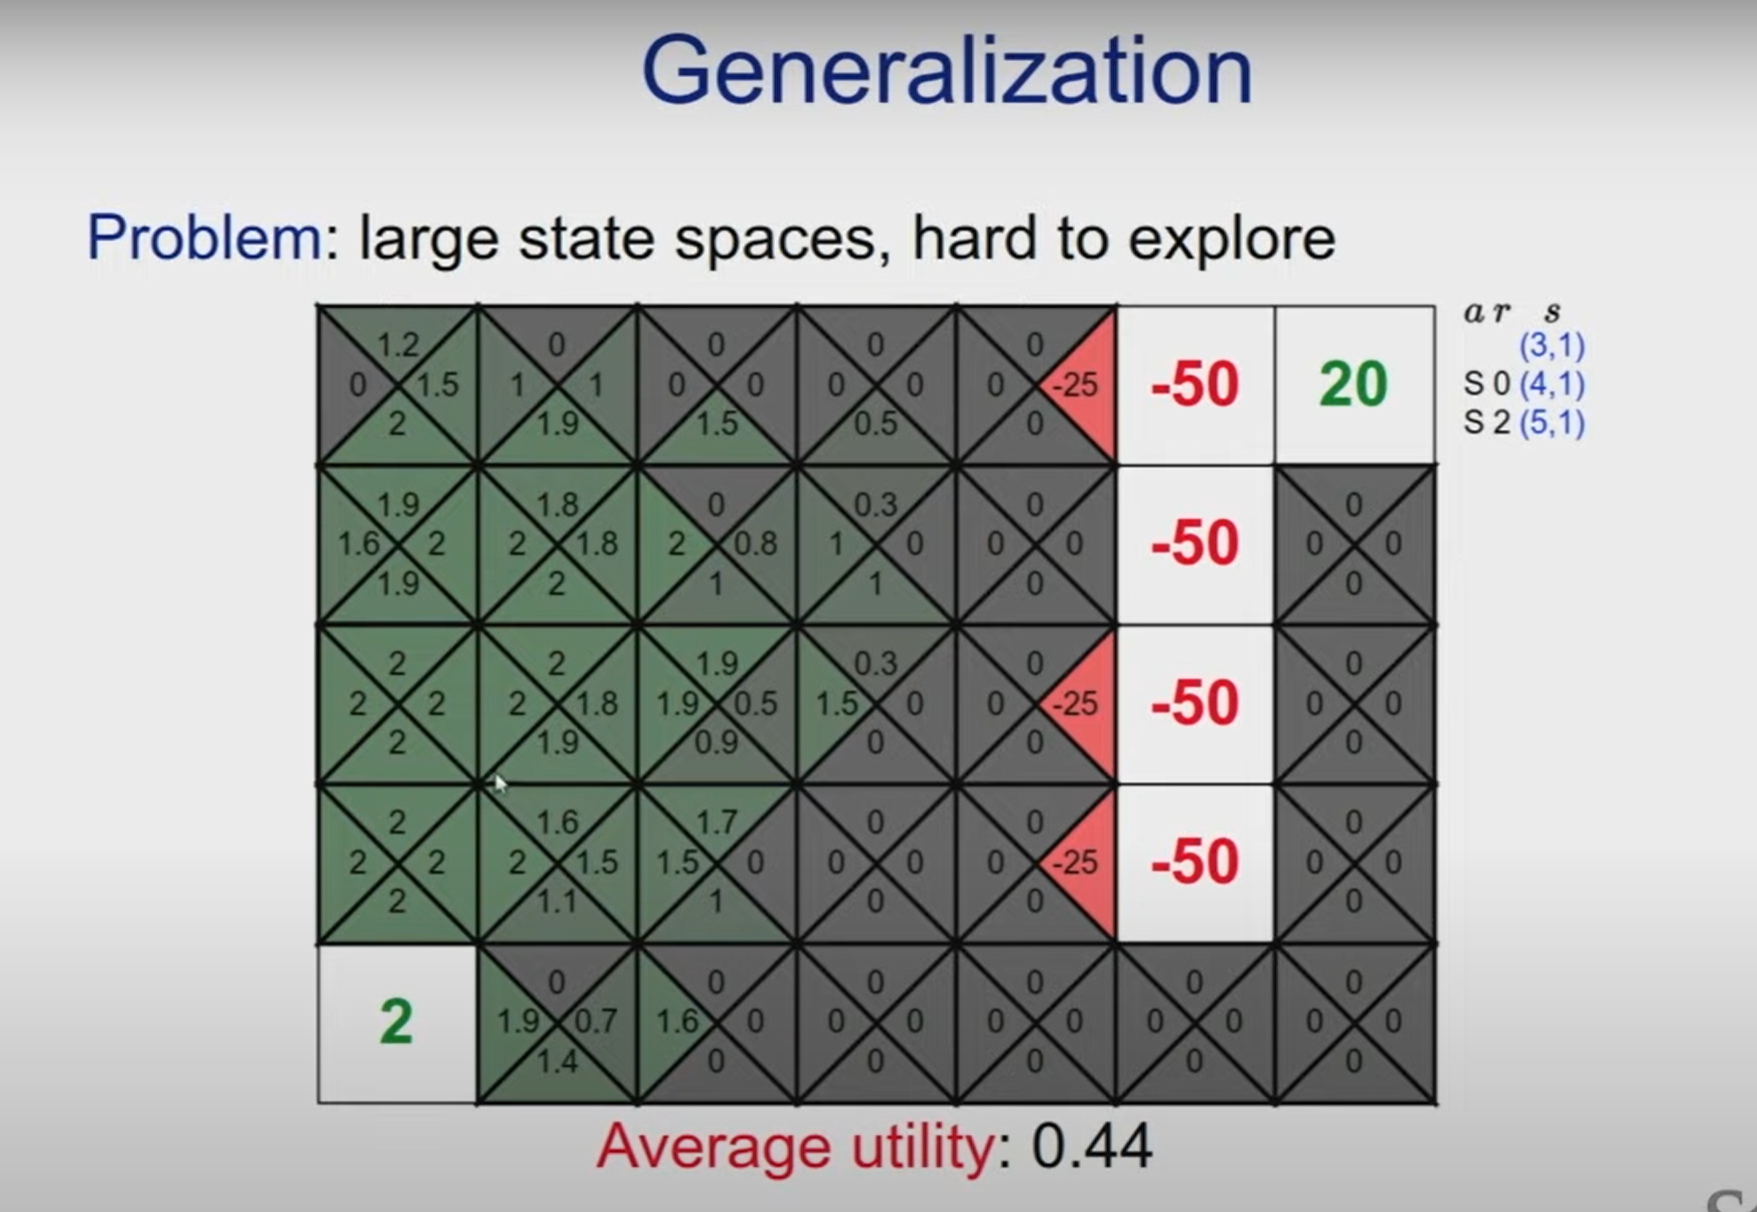 Generalization
Problem: large state spaces, hard to explore
a r s
(3,1)
S 0 (4,1)
S 2 (5,1)
1.2 0 0 0 0
0 1.5 1 1 0 0 0 0 0 -25 -50 20
2 1.9 1.5 0.5 0
1.9 1.8 0 0.3 0 0
1.6 2 2 1.8 2 0.8 1 0 0 0 -50 0 0
1.9 2 1 1 0 0
2 2 1.9 0.3 0 0
2 2 2 1.8 1.9 0.5 1.5 0 0 -25 -50 0 0
2 1.9 0.9 0 0 0
2 1.6 1.7 0 0 0
2 2 2 1.5 1.5 0 0 0 0 -25 -50 0 0
2 1.1 1 0 0 0
0 0 0 0 0 0
2 1.9 0.7 1.6 0 0 0 0 0 0 0 0 0
1.4 0 0 0 0 0
Average utility: 0.44